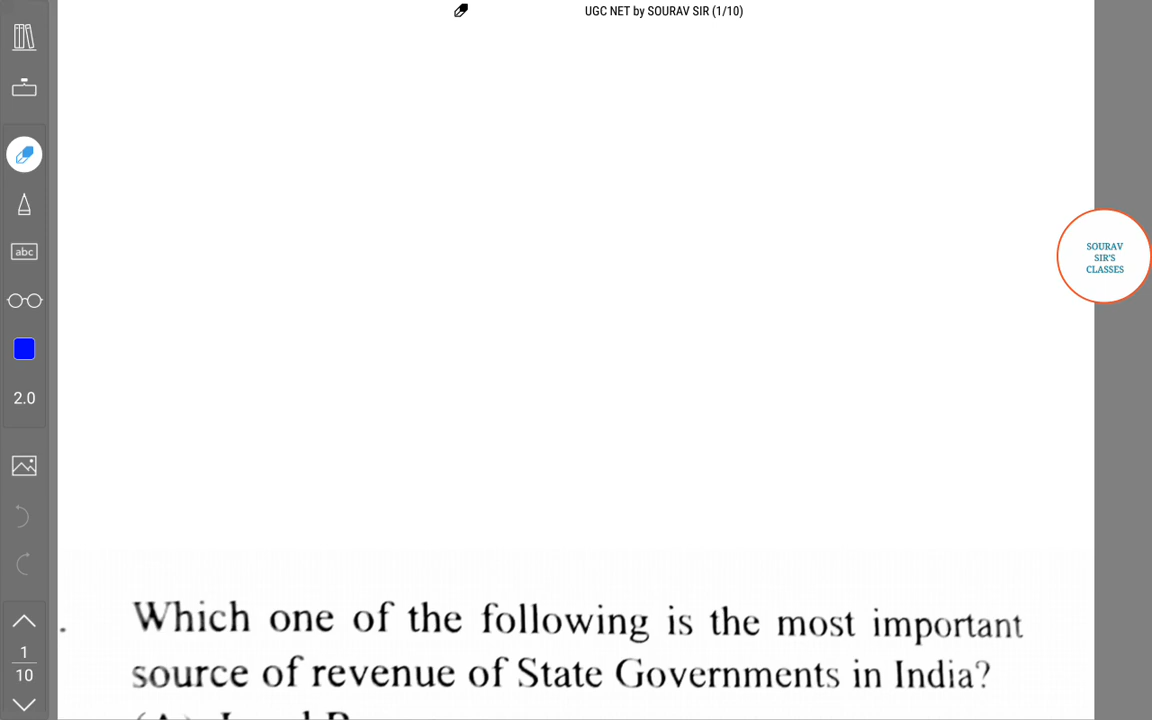 UGC NET by SOURAV SIR (1/10)
abc
SOURAV
SIR'S
CLASSES
2.0
1
10
Which one of the following is the most important
source of revenue of State Governments in India?